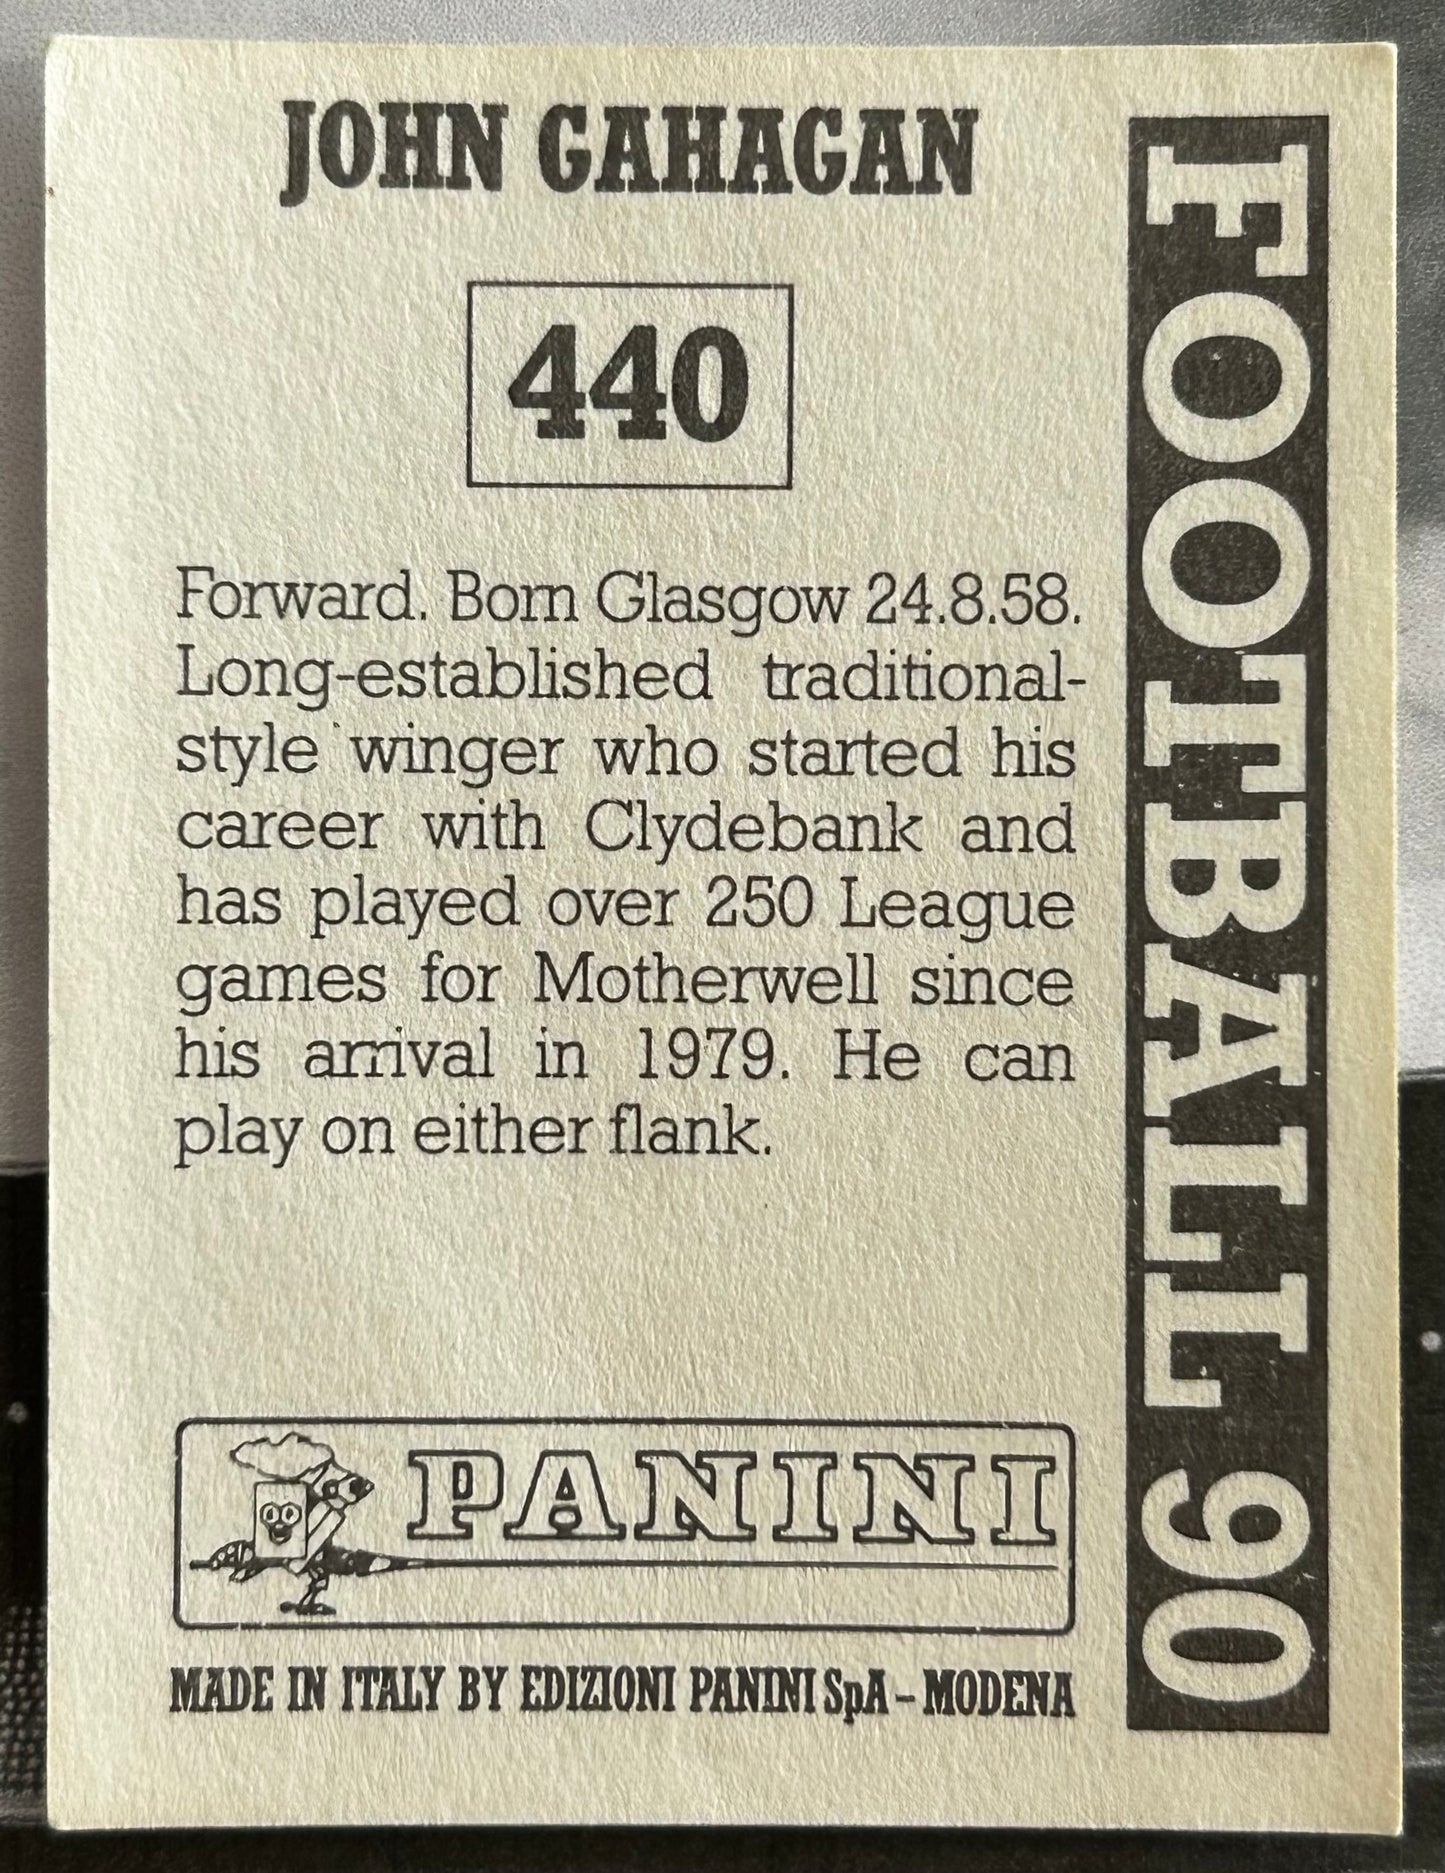 JOHN GAHAGAN
440
Forward. Born Glasgow 24.8.58.
Long-established traditional-
style winger who started his
career with Clydebank and
has played over 250 League
games for Motherwell since
his arrival in 1979. He can
play on either flank.
PANINI
MADE IN ITALY BY EDIZIONI PANINI SpA - MODENA
FOOTBALL 90